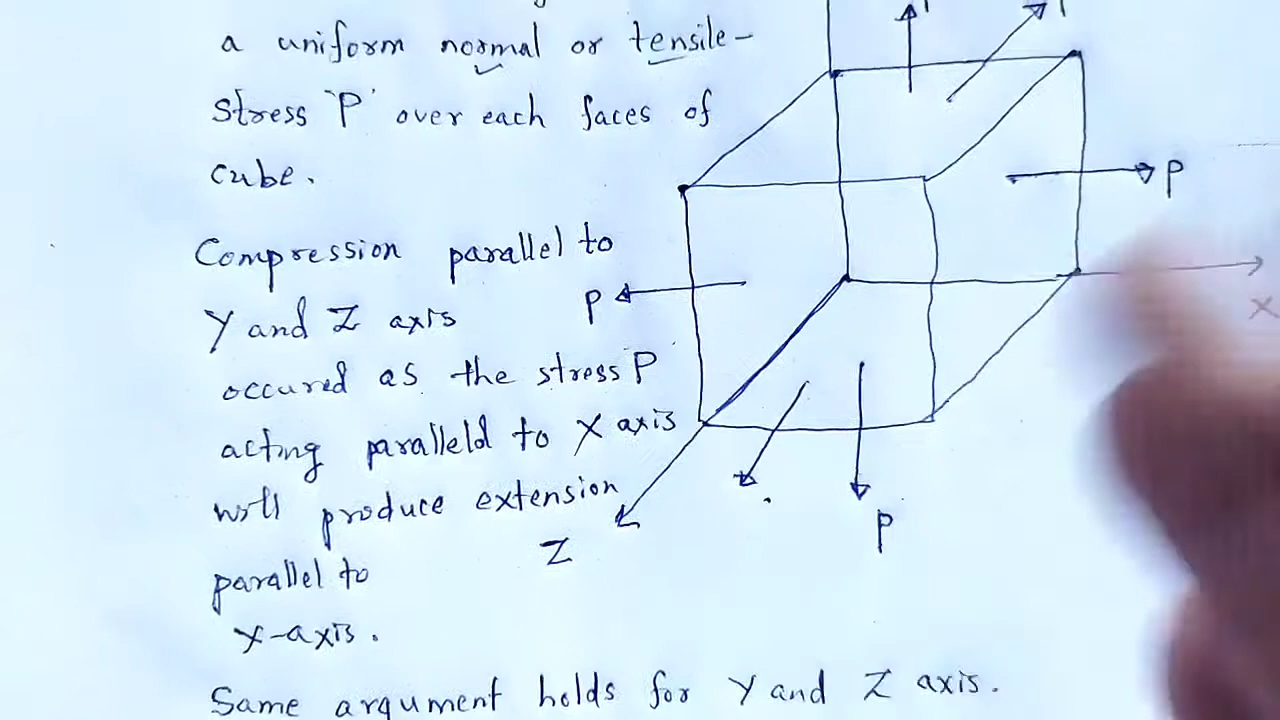 a uniform normal or tensile-
stress 'P' over each faces of
cube.
Compression parallel to
Y and Z axis
occured as the stress P
acting paralleld to X axis
will produce extension
parallel to
x-axis.
Same argument holds for Y and Z axis.
P
P
X
Z
P